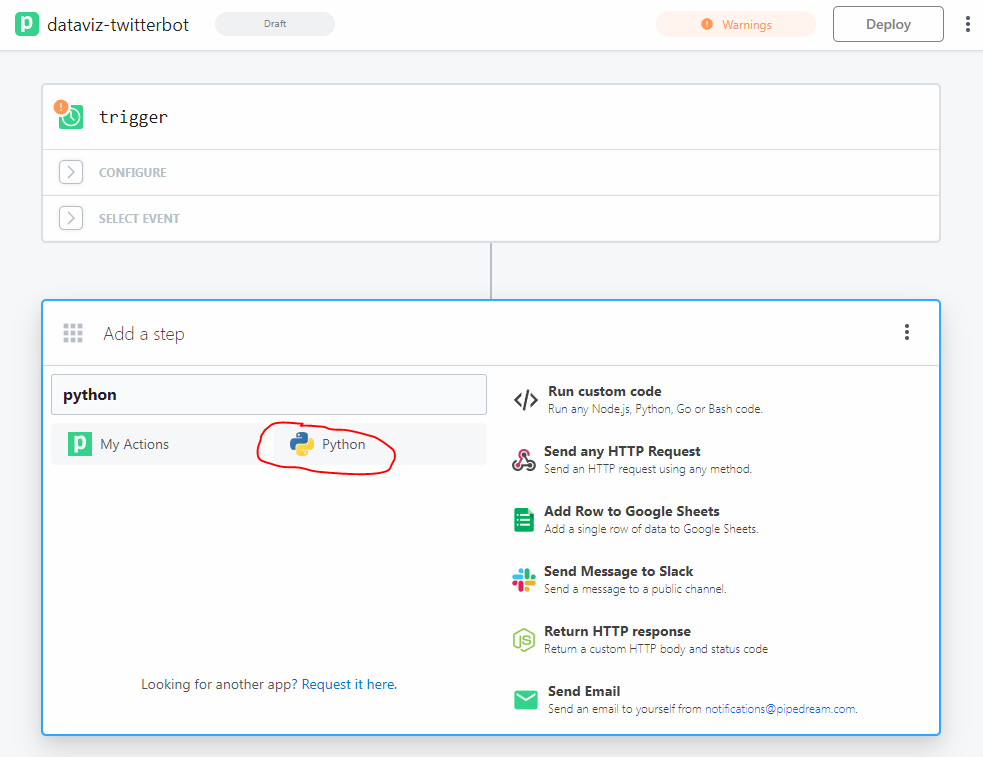 dataviz-twitterbot
Draft
Warnings
Deploy
trigger
CONFIGURE
SELECT EVENT
Add a step
python
My Actions
Python
Looking for another app? Request it here.
Run custom code
Run any Node.js, Python, Go or Bash code.
Send any HTTP Request
Send an HTTP request using any method.
Add Row to Google Sheets
Add a single row of data to Google Sheets.
Send Message to Slack
Send a message to a public channel.
Return HTTP response
Return a custom HTTP body and status code
Send Email
Send an email to yourself from notifications@pipedream.com.